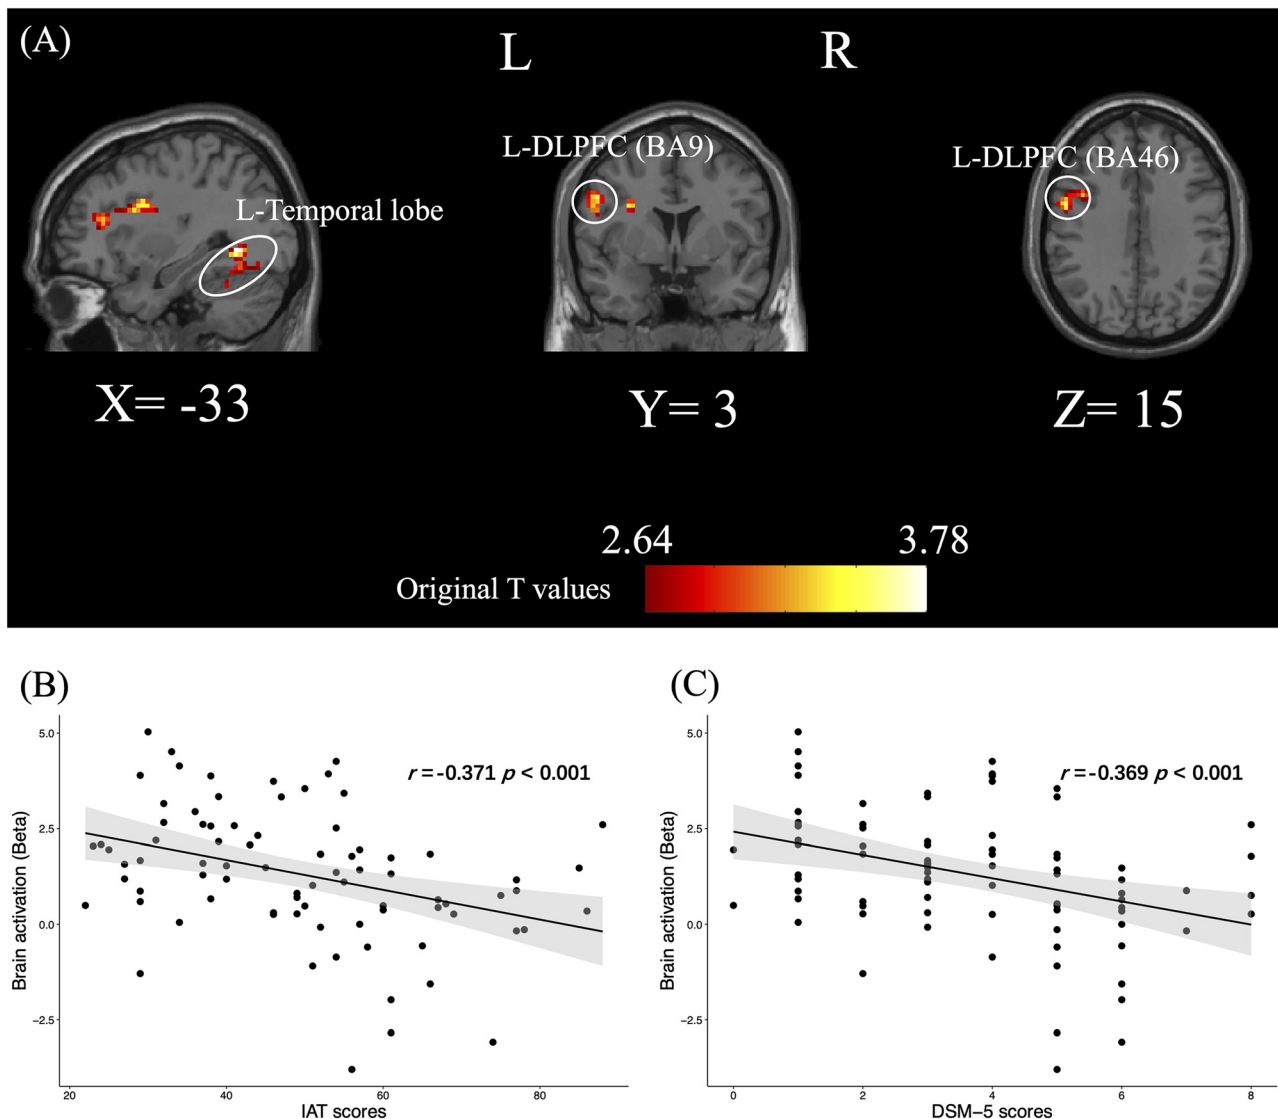 (A)
L
R
L-DLPFC (BA9)
L-DLPFC (BA46)
L-Temporal lobe
X= -33
Y= 3
Z= 15
2.64
3.78
Original T values
(B)
5.0
2.5
0.0
−2.5
Brain activation (Beta)
r = -0.371 p < 0.001
20
40
60
80
IAT scores
(C)
5.0
2.5
0.0
−2.5
Brain activation (Beta)
r = -0.369 p < 0.001
0
2
4
6
8
DSM−5 scores